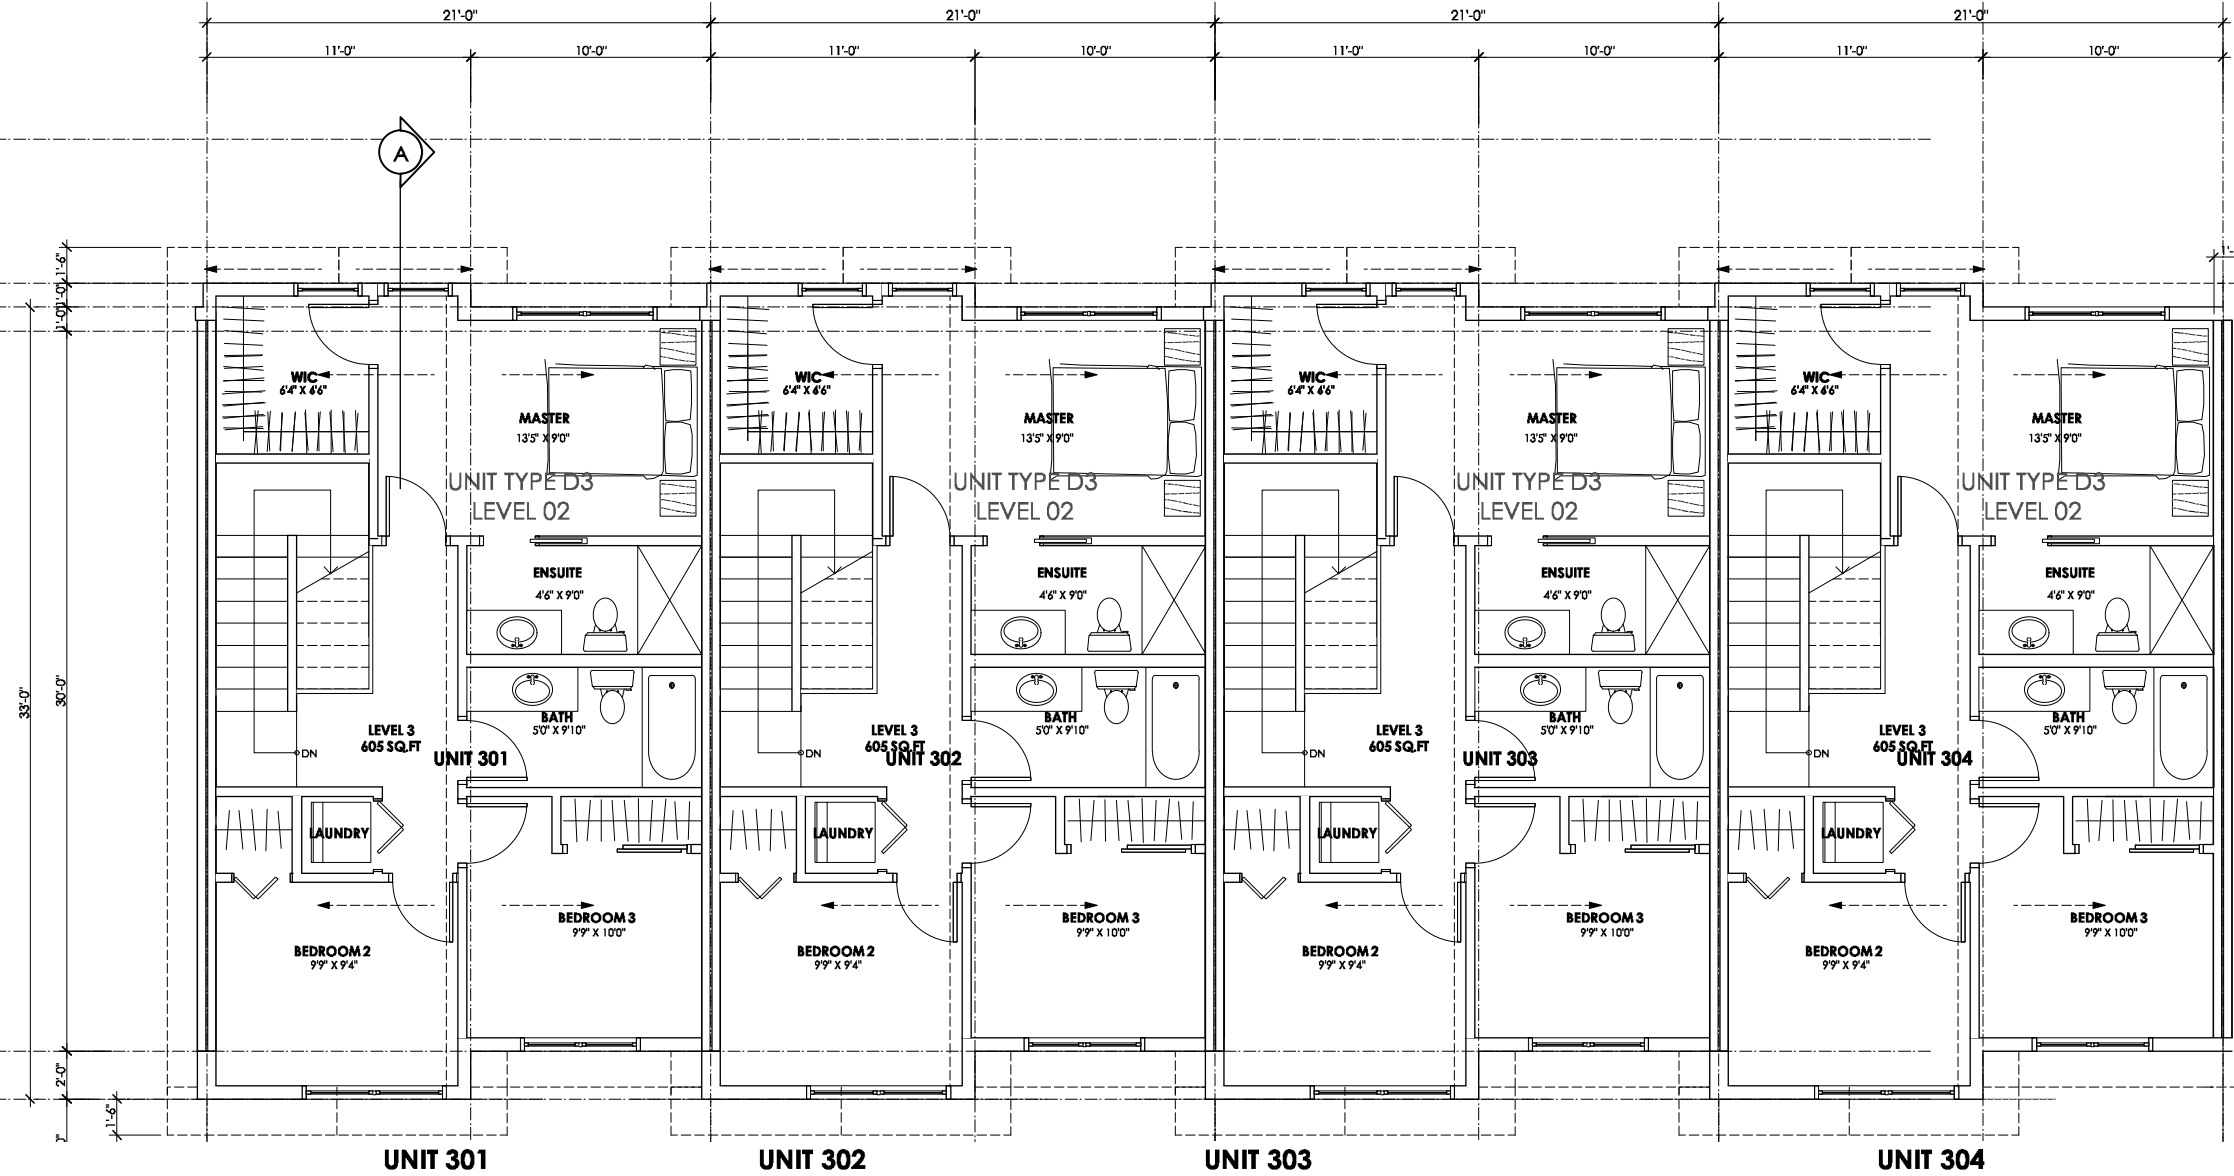 21'-0" 21'-0" 21'-0" 21'-0"
11'-0" 10'-0" 11'-0" 10'-0" 11'-0" 10'-0" 11'-0" 10'-0"
A
1'-6"
1'-0"
1'-0"
33'-0"
30'-0"
2'-0"
1'-6"
WIC
6'4" X 4'6"
MASTER
13'5" X 9'0"
UNIT TYPE D3
LEVEL 02
ENSUITE
4'6" X 9'0"
BATH
5'0" X 9'10"
LEVEL 3
605 SQ.FT
DN
UNIT 301
LAUNDRY
BEDROOM 3
9'9" X 10'0"
BEDROOM 2
9'9" X 9'4"
WIC
6'4" X 4'6"
MASTER
13'5" X 9'0"
UNIT TYPE D3
LEVEL 02
ENSUITE
4'6" X 9'0"
BATH
5'0" X 9'10"
LEVEL 3
605 SQ.FT
DN
UNIT 302
LAUNDRY
BEDROOM 3
9'9" X 10'0"
BEDROOM 2
9'9" X 9'4"
WIC
6'4" X 4'6"
MASTER
13'5" X 9'0"
UNIT TYPE D3
LEVEL 02
ENSUITE
4'6" X 9'0"
BATH
5'0" X 9'10"
LEVEL 3
605 SQ.FT
DN
UNIT 303
LAUNDRY
BEDROOM 3
9'9" X 10'0"
BEDROOM 2
9'9" X 9'4"
WIC
6'4" X 4'6"
MASTER
13'5" X 9'0"
UNIT TYPE D3
LEVEL 02
ENSUITE
4'6" X 9'0"
BATH
5'0" X 9'10"
LEVEL 3
605 SQ.FT
DN
UNIT 304
LAUNDRY
BEDROOM 3
9'9" X 10'0"
BEDROOM 2
9'9" X 9'4"
UNIT 301 UNIT 302 UNIT 303 UNIT 304